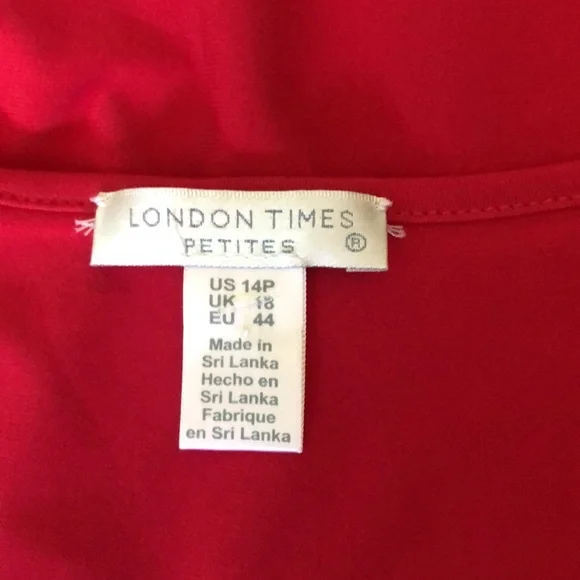 LONDON TIMES
PETITES ®
US 14P
UK 18
EU 44
Made in
Sri Lanka
Hecho en
Sri Lanka
Fabrique
en Sri Lanka